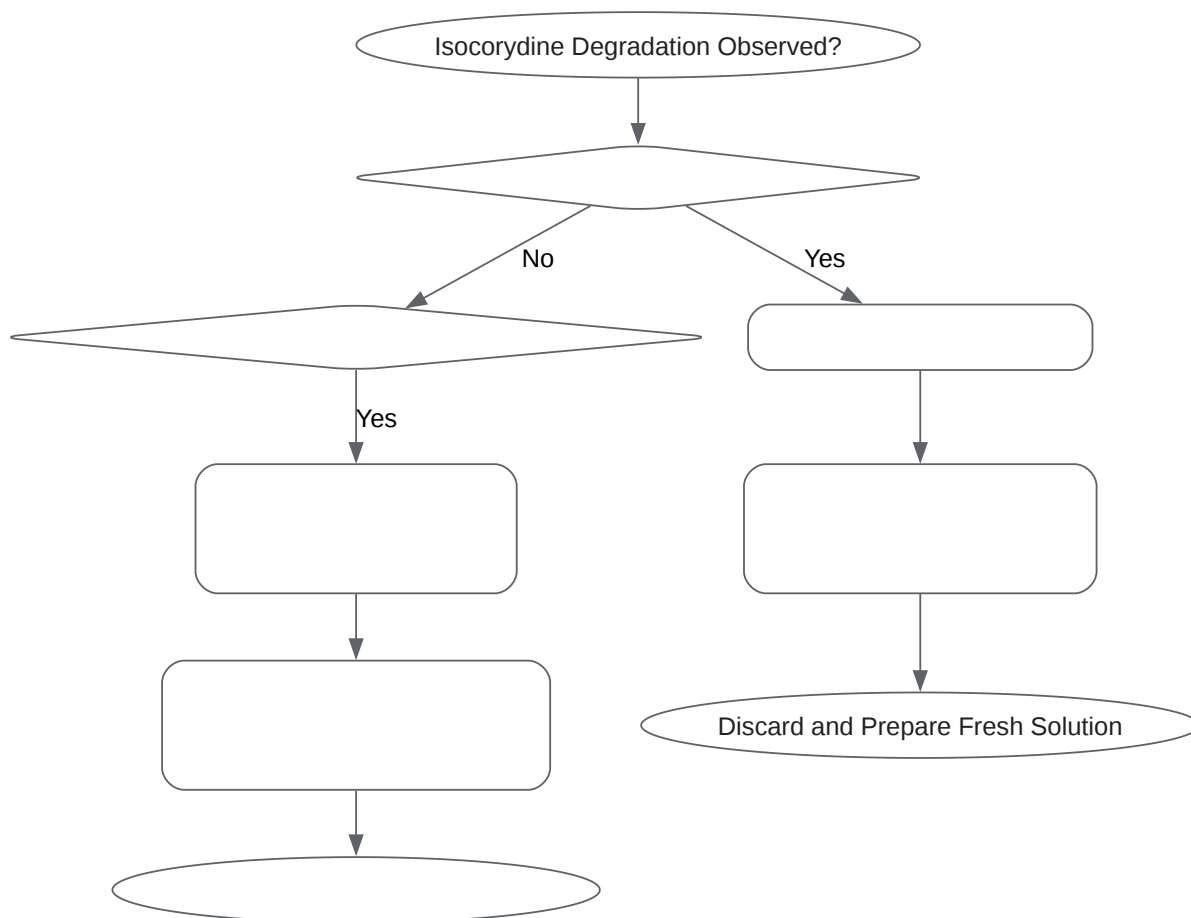 Isocorydine Degradation Observed?
No
Yes
Yes
Discard and Prepare Fresh Solution